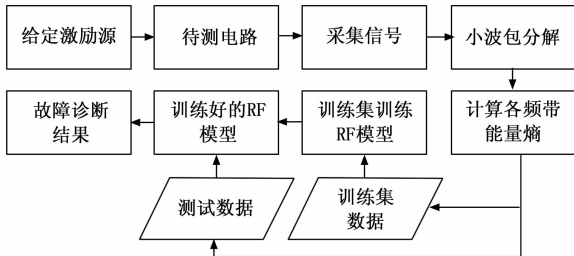 给定激励源
待测电路
采集信号
小波包分解
故障诊断
结果
训练好的RF
模型
训练集训练
RF模型
计算各频带
能量熵
测试数据
训练集
数据